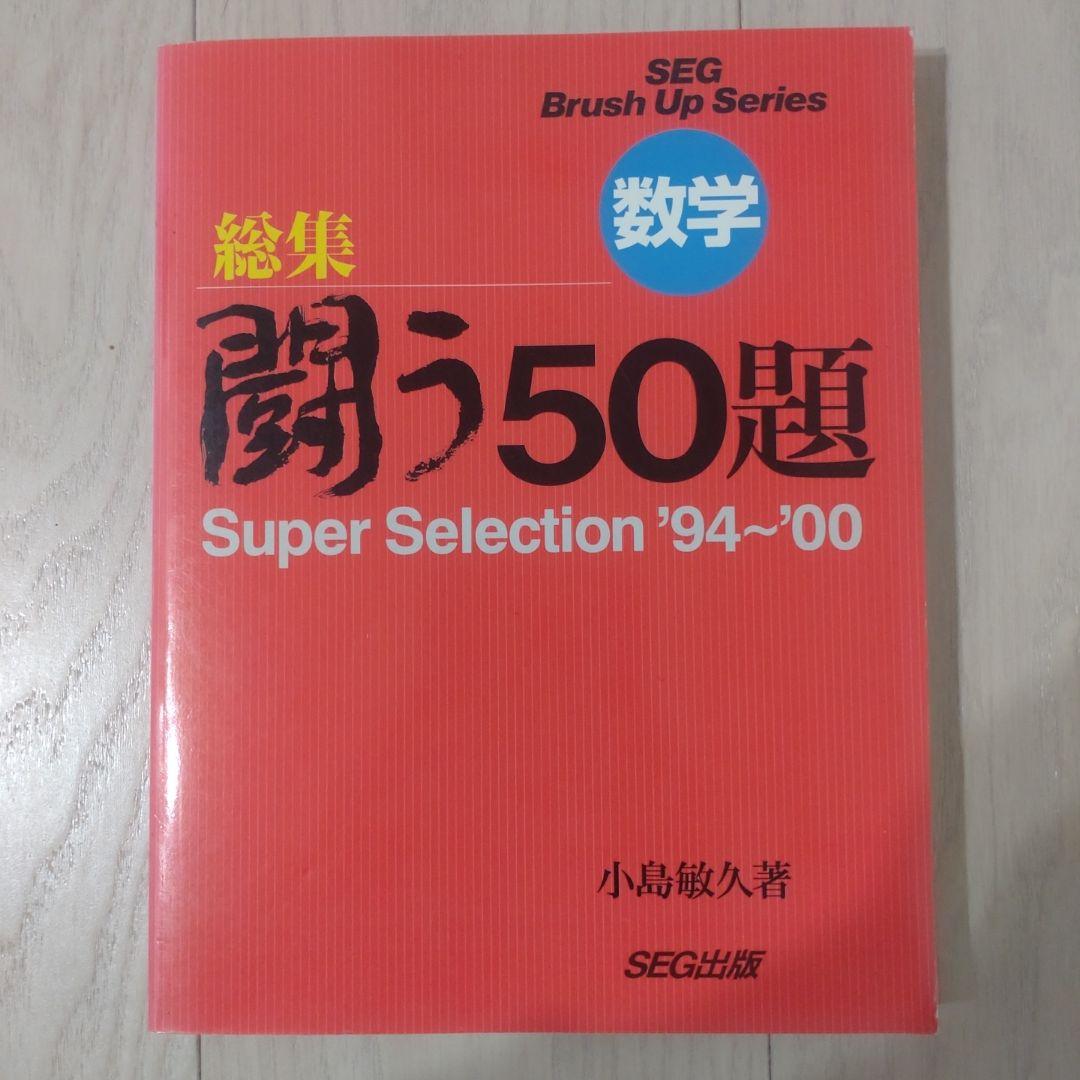 SEG
Brush Up Series
数学
総集
闘う50題
Super Selection ’94～’00
小島敏久著
SEG出版